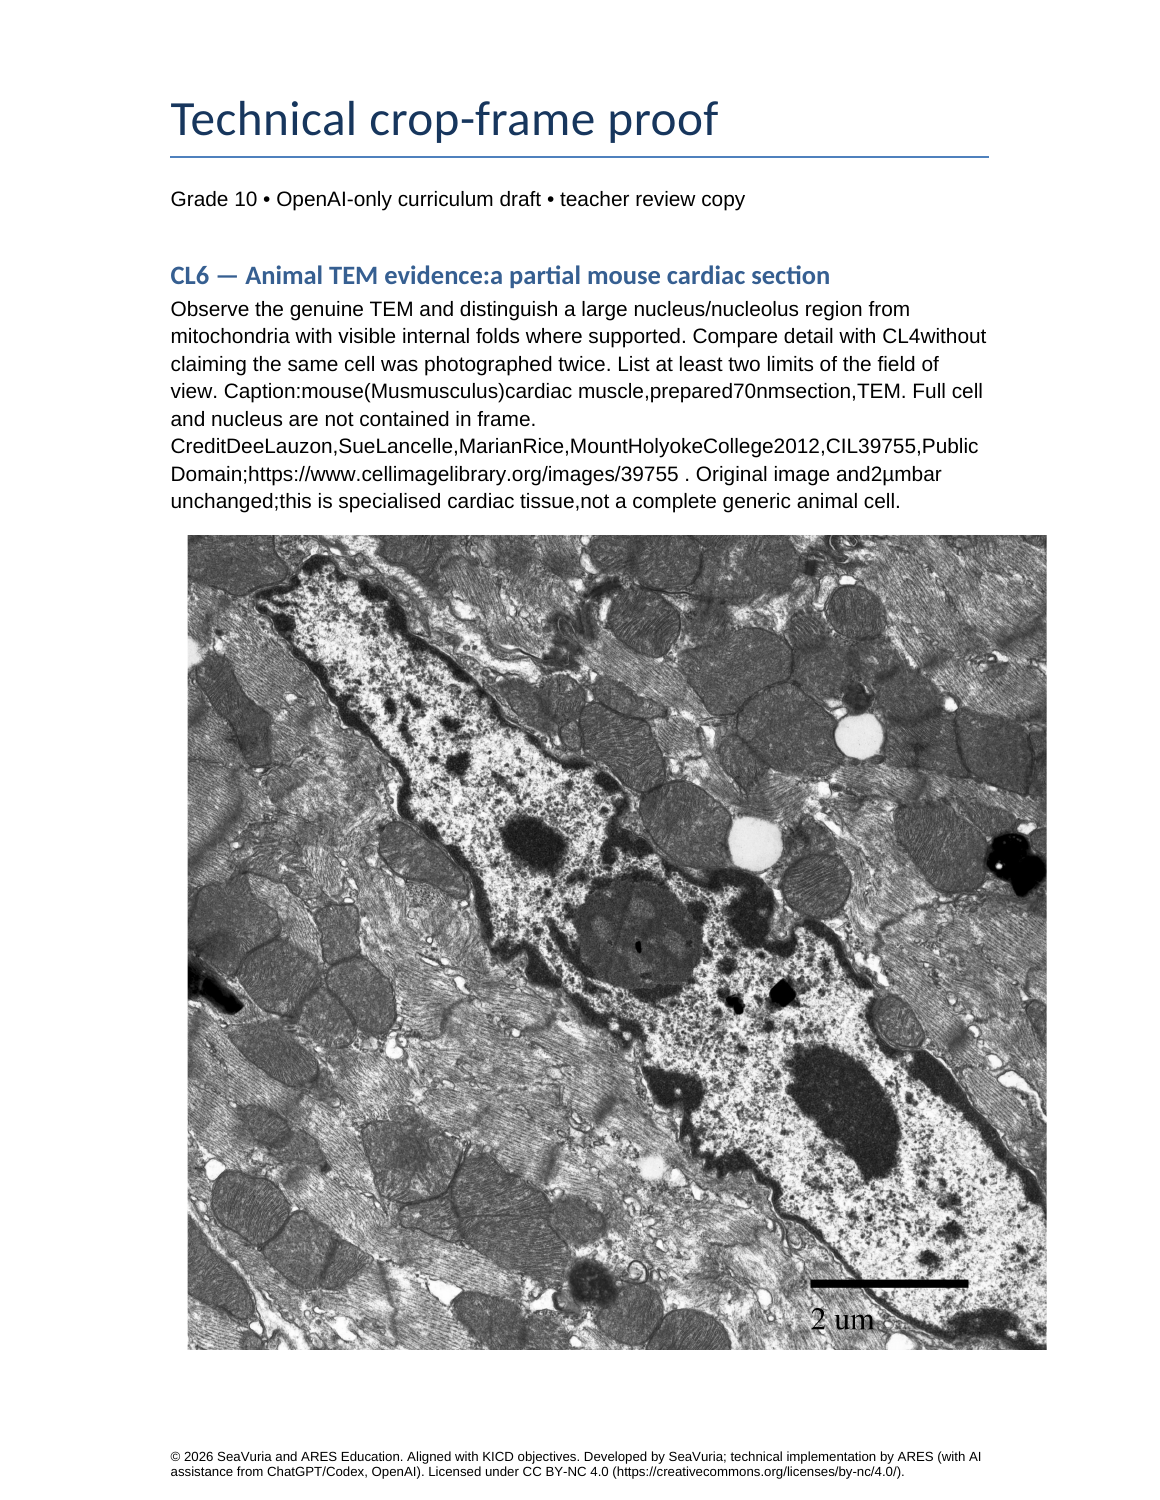 Technical crop-frame proof
Grade 10 • OpenAI-only curriculum draft • teacher review copy
CL6 — Animal TEM evidence:a partial mouse cardiac section
Observe the genuine TEM and distinguish a large nucleus/nucleolus region from
mitochondria with visible internal folds where supported. Compare detail with CL4without
claiming the same cell was photographed twice. List at least two limits of the field of
view. Caption:mouse(Musmusculus)cardiac muscle,prepared70nmsection,TEM. Full cell
and nucleus are not contained in frame.
CreditDeeLauzon,SueLancelle,MarianRice,MountHolyokeCollege2012,CIL39755,Public
Domain;https://www.cellimagelibrary.org/images/39755 . Original image and2µmbar
unchanged;this is specialised cardiac tissue,not a complete generic animal cell.
2 um
© 2026 SeaVuria and ARES Education. Aligned with KICD objectives. Developed by SeaVuria; technical implementation by ARES (with AI
assistance from ChatGPT/Codex, OpenAI). Licensed under CC BY-NC 4.0 (https://creativecommons.org/licenses/by-nc/4.0/).